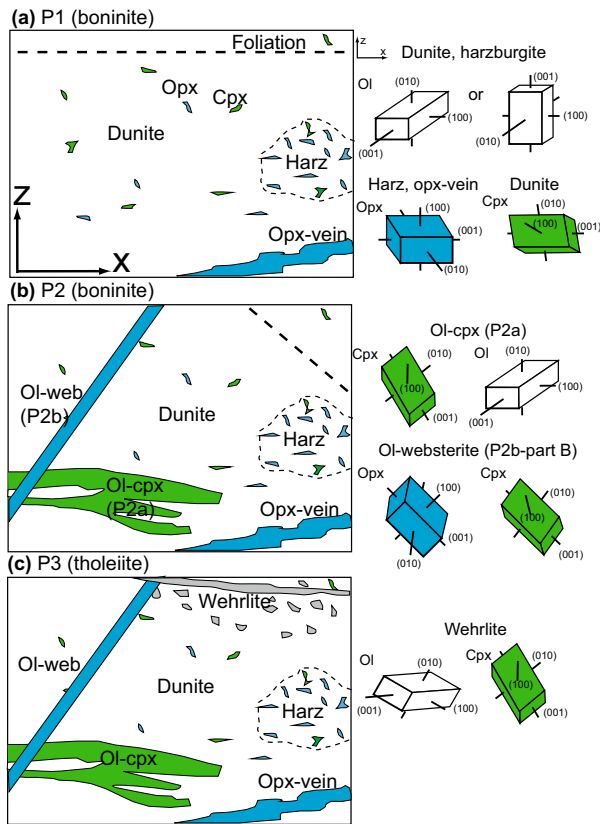 (a) P1 (boninite)
Foliation
z
x
Dunite, harzburgite
Opx
Cpx
Dunite
Harz
Opx-vein
Z
X
Ol
(010)
(100)
(001)
or
(001)
(100)
(010)
Harz, opx-vein
Dunite
Opx
(100)
(001)
(010)
Cpx
(010)
(100)
(001)
(b) P2 (boninite)
Ol-web
(P2b)
Dunite
Harz
Ol-cpx
(P2a)
Opx-vein
Ol-cpx (P2a)
Cpx
(010)
(100)
(001)
Ol
(010)
(100)
(001)
Ol-websterite (P2b-part B)
Opx
(100)
(001)
(010)
Cpx
(010)
(100)
(001)
(c) P3 (tholeiite)
Wehrlite
Ol-web
Dunite
Harz
Ol-cpx
Opx-vein
Wehrlite
Ol
(010)
(001)
(100)
Cpx
(010)
(100)
(001)